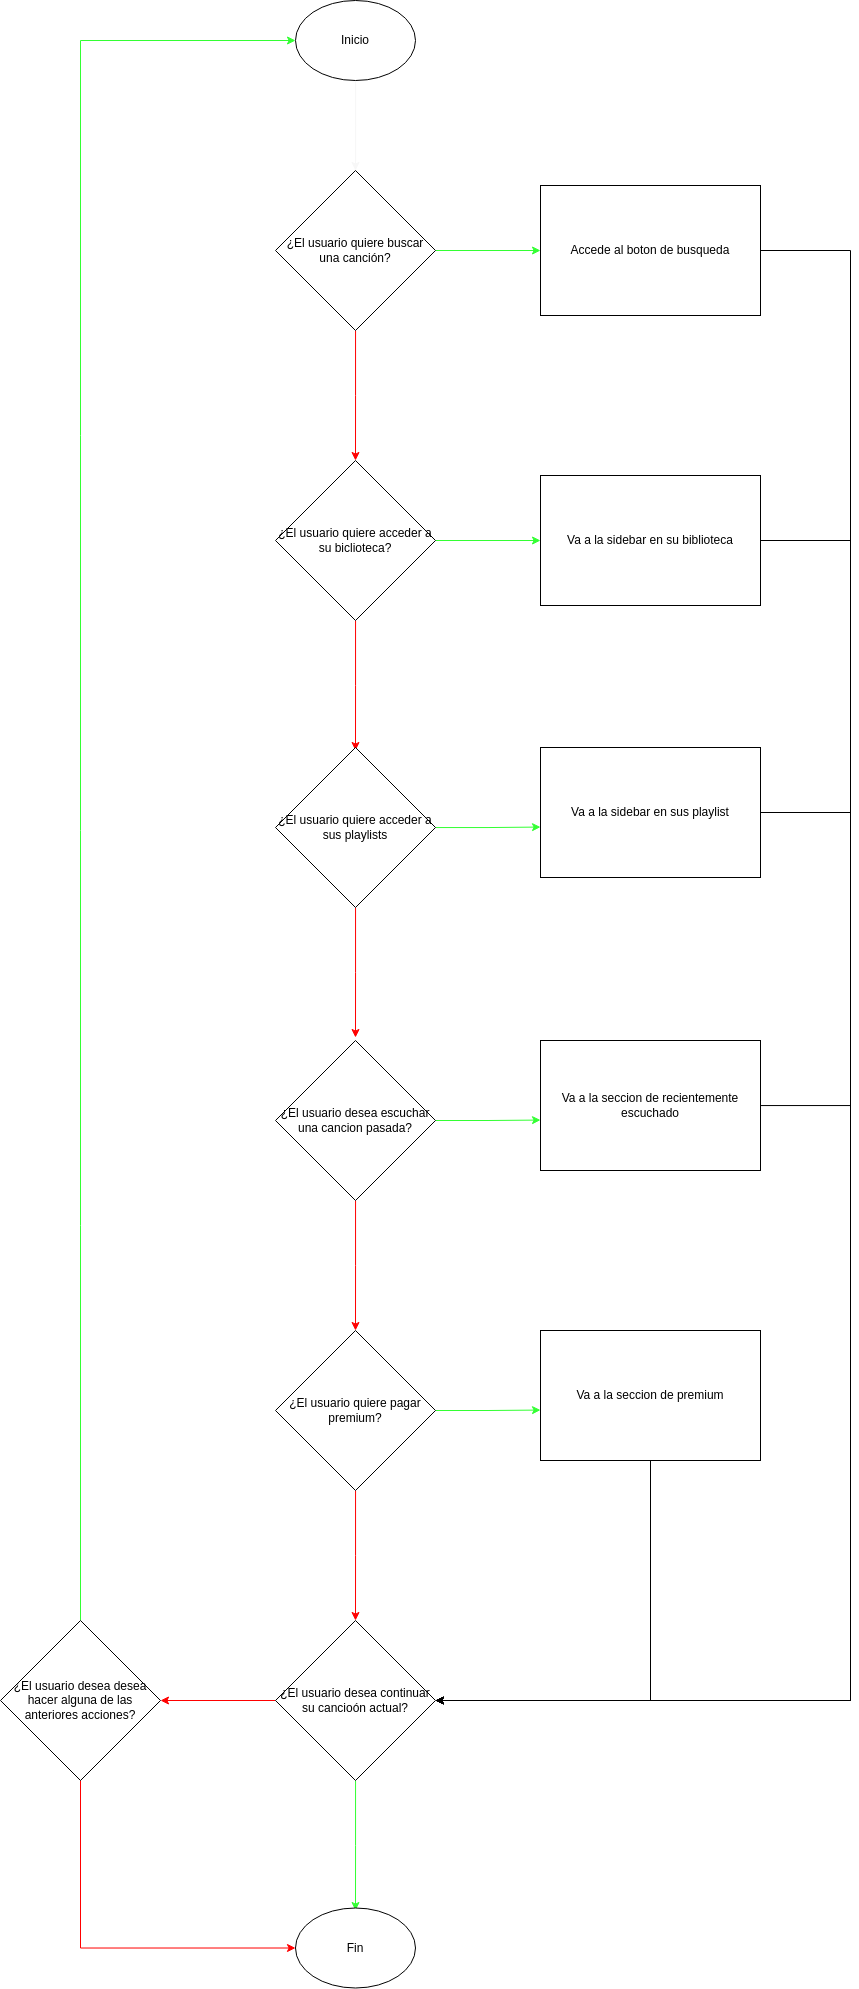 Inicio
¿El usuario quiere buscar
una canción?
Accede al boton de busqueda
¿El usuario quiere acceder a
su biclioteca?
Va a la sidebar en su biblioteca
¿El usuario quiere acceder a
sus playlists
Va a la sidebar en sus playlist
¿El usuario desea escuchar
una cancion pasada?
Va a la seccion de recientemente
escuchado
¿El usuario quiere pagar
premium?
Va a la seccion de premium
¿El usuario desea desea
hacer alguna de las
anteriores acciones?
¿El usuario desea continuar
su cancioón actual?
Fin